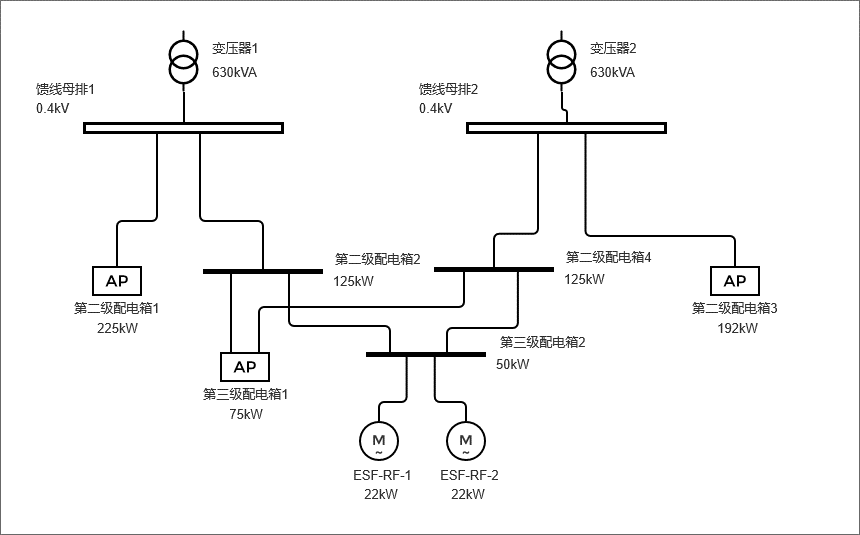 变压器1
630kVA
变压器2
630kVA
馈线母排1
0.4kV
馈线母排2
0.4kV
第二级配电箱2
125kW
第二级配电箱4
125kW
AP
第二级配电箱1
225kW
AP
第二级配电箱3
192kW
第三级配电箱2
50kW
AP
第三级配电箱1
75kW
M
~
ESF-RF-1
22kW
M
~
ESF-RF-2
22kW